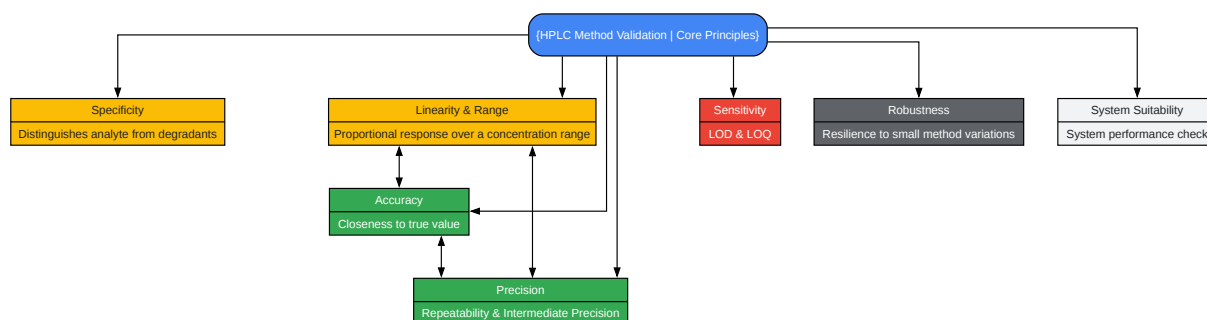 {HPLC Method Validation | Core Principles}
Specificity
Distinguishes analyte from degradants
Linearity & Range
Proportional response over a concentration range
Sensitivity
LOD & LOQ
Robustness
Resilience to small method variations
System Suitability
System performance check
Accuracy
Closeness to true value
Precision
Repeatability & Intermediate Precision